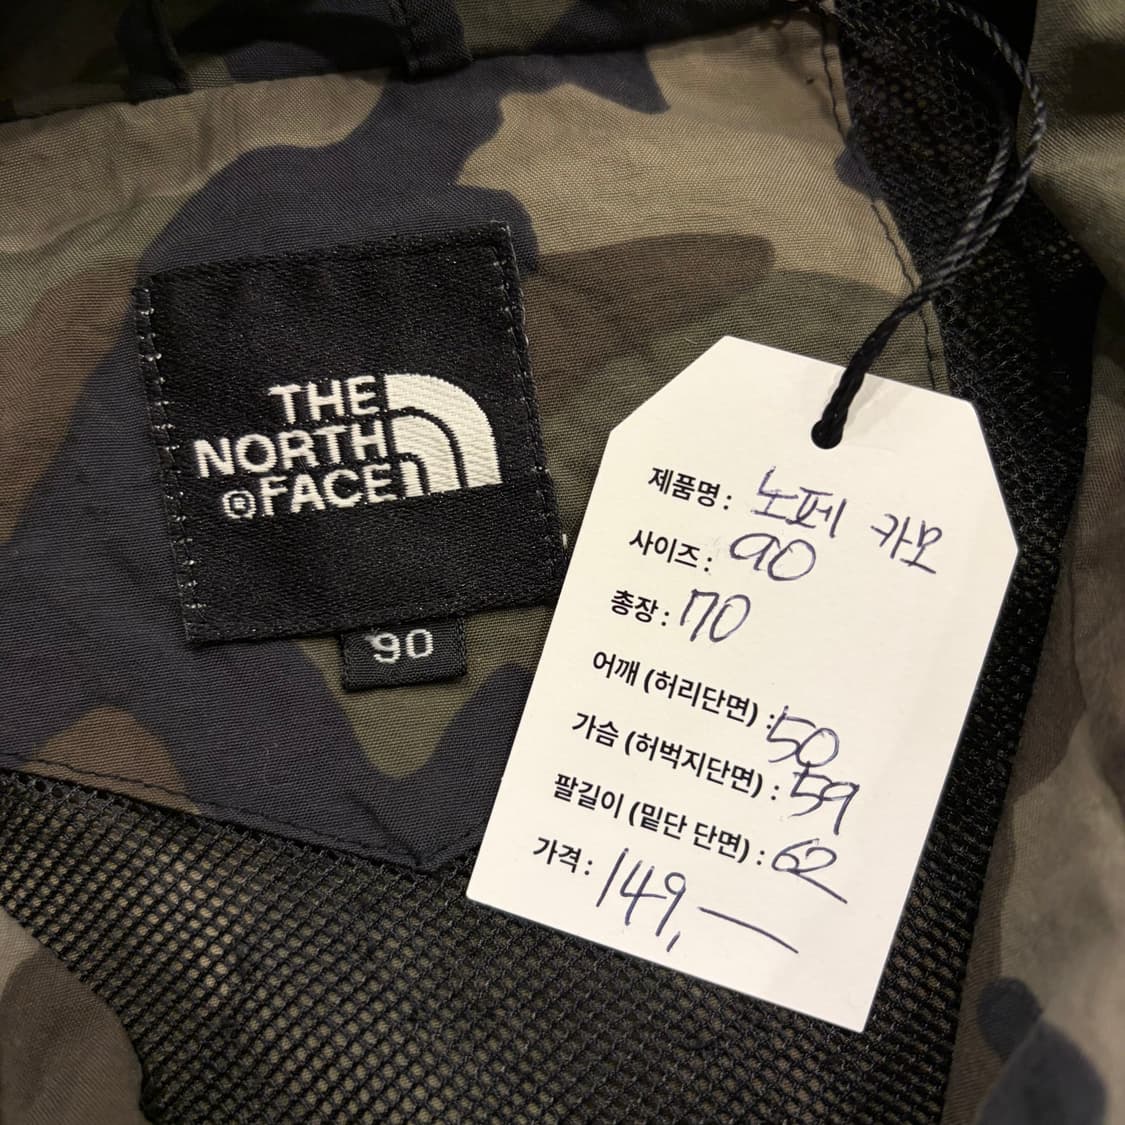 THE
NORTH
®FACE
90
제품명 : 노페 카모
사이즈 : 90
총장 : 70
어깨 (허리단면) : 50
가슴 (허벅지단면) : 59
팔길이 (밑단 단면) : 62
가격 : 149,—